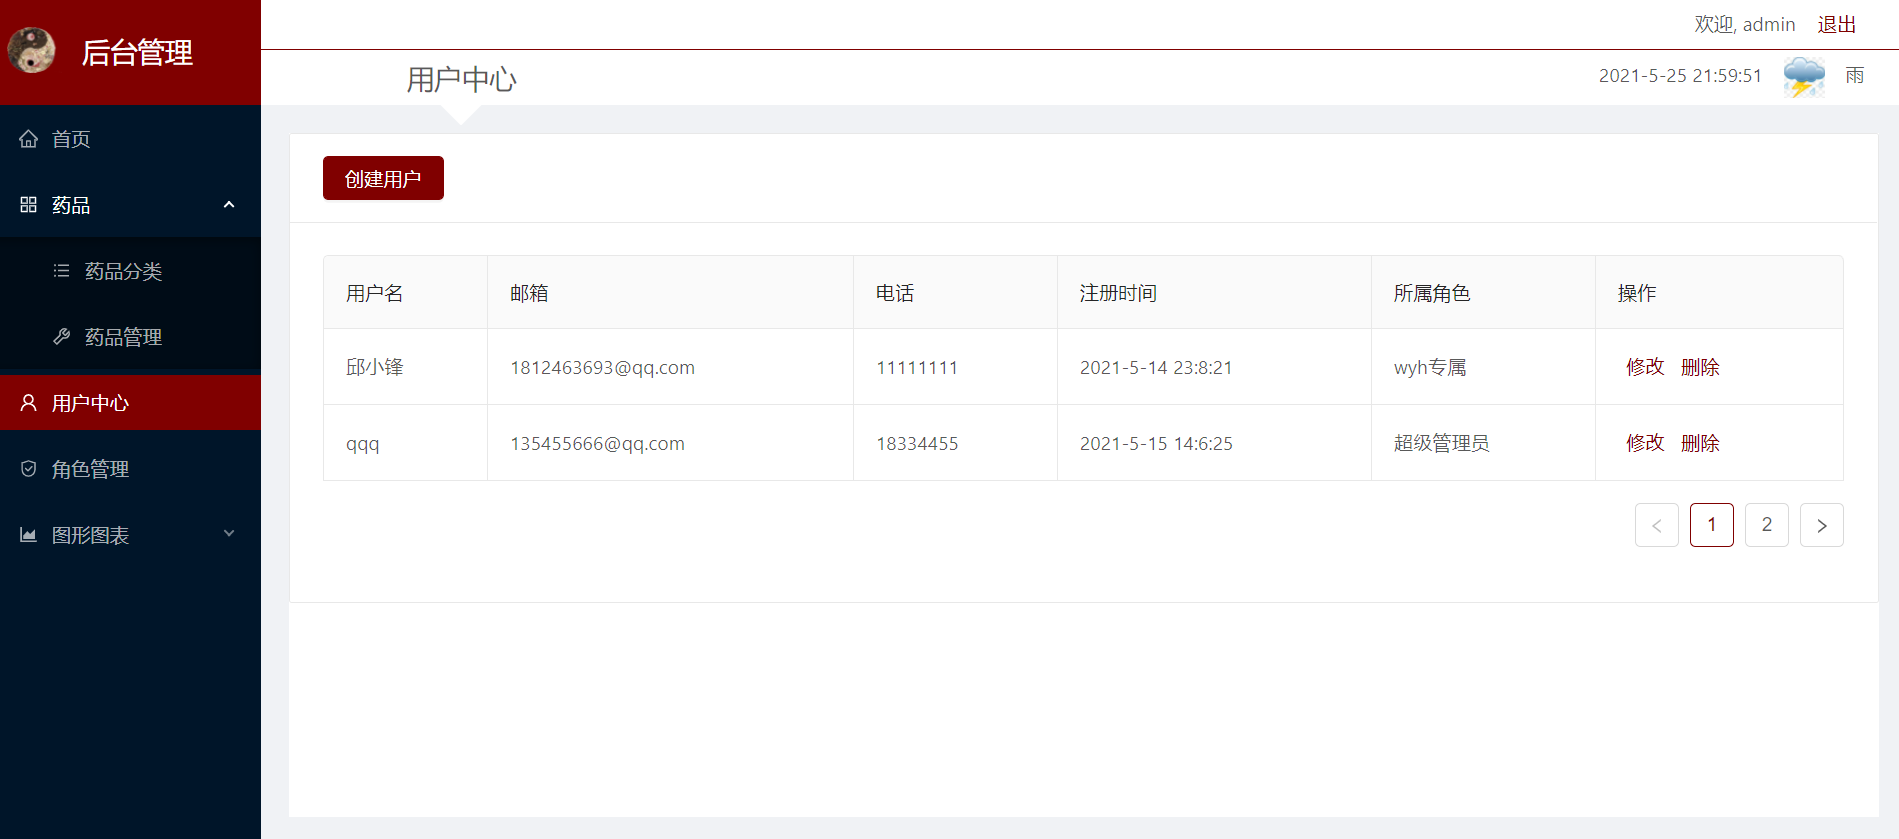 后台管理
欢迎, admin 退出
用户中心
2021-5-25 21:59:51 雨
首页
药品
药品分类
药品管理
用户中心
角色管理
图形图表
创建用户
用户名 邮箱 电话 注册时间 所属角色 操作
邱小锋 1812463693@qq.com 11111111 2021-5-14 23:8:21 wyh专属 修改 删除
qqq 135455666@qq.com 18334455 2021-5-15 14:6:25 超级管理员 修改 删除
< 1 2 >